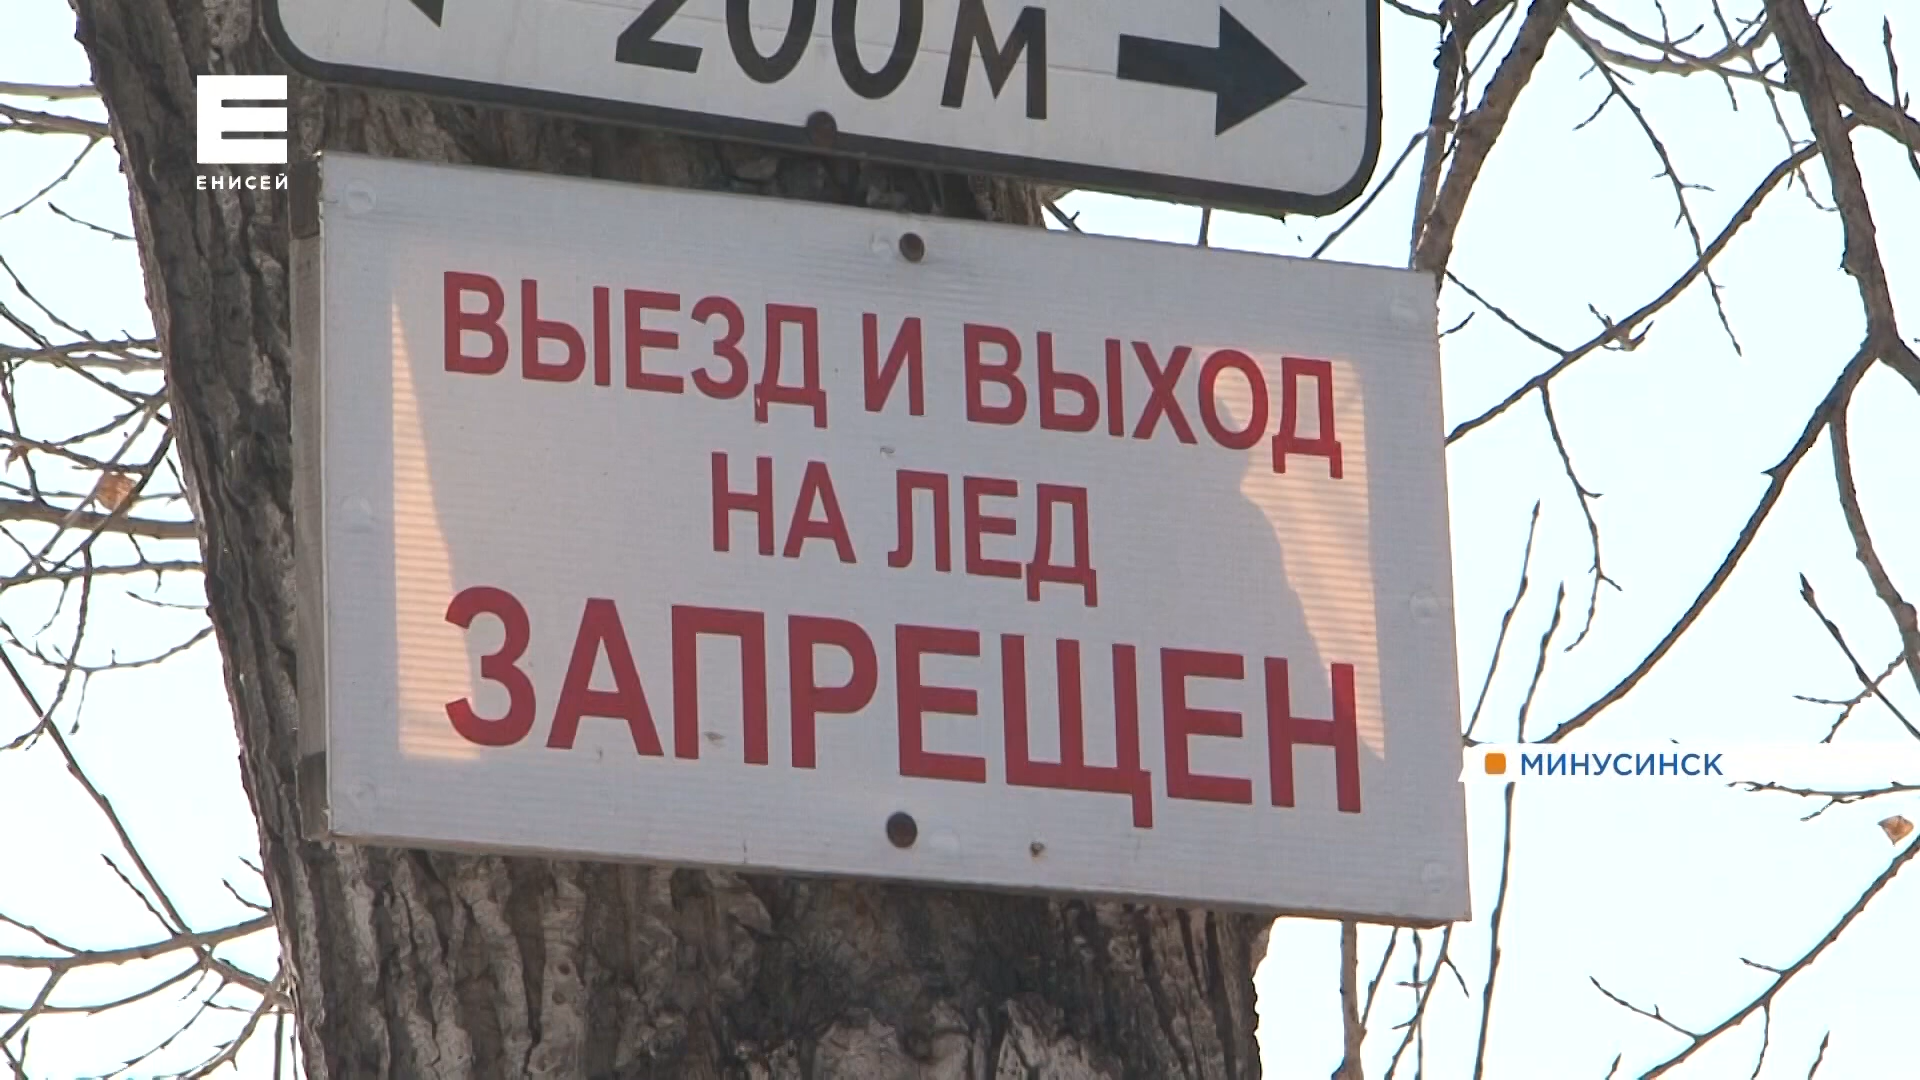 200м
ЕНИСЕЙ
ВЫЕЗД И ВЫХОД
НА ЛЕД
ЗАПРЕЩЕН
МИНУСИНСК